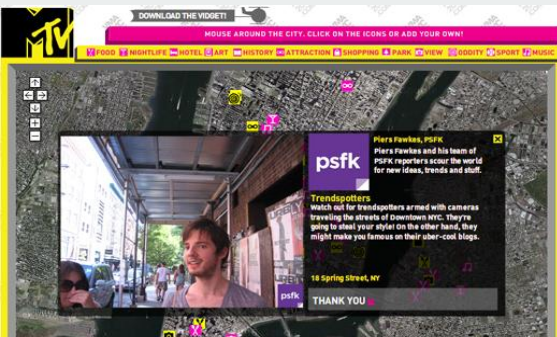 DOWNLOAD THE VIDGET!
MTV
MOUSE AROUND THE CITY. CLICK ON THE ICONS OR ADD YOUR OWN!
FOOD NIGHTLIFE HOTEL ART HISTORY ATTRACTION SHOPPING PARK VIEW ODDITY SPORT MUSIC
psfk
Piers Fawkes, PSFK
Piers Fawkes and his team of
PSFK reporters scour the world
for new ideas, trends and stuff.
Trendspotters
Watch out for trendspotters armed with cameras
traveling the streets of Downtown NYC. They're
going to steal your style! On the other hand, they
might make you famous on their uber-cool blogs.
18 Spring Street, NY
psfk
THANK YOU